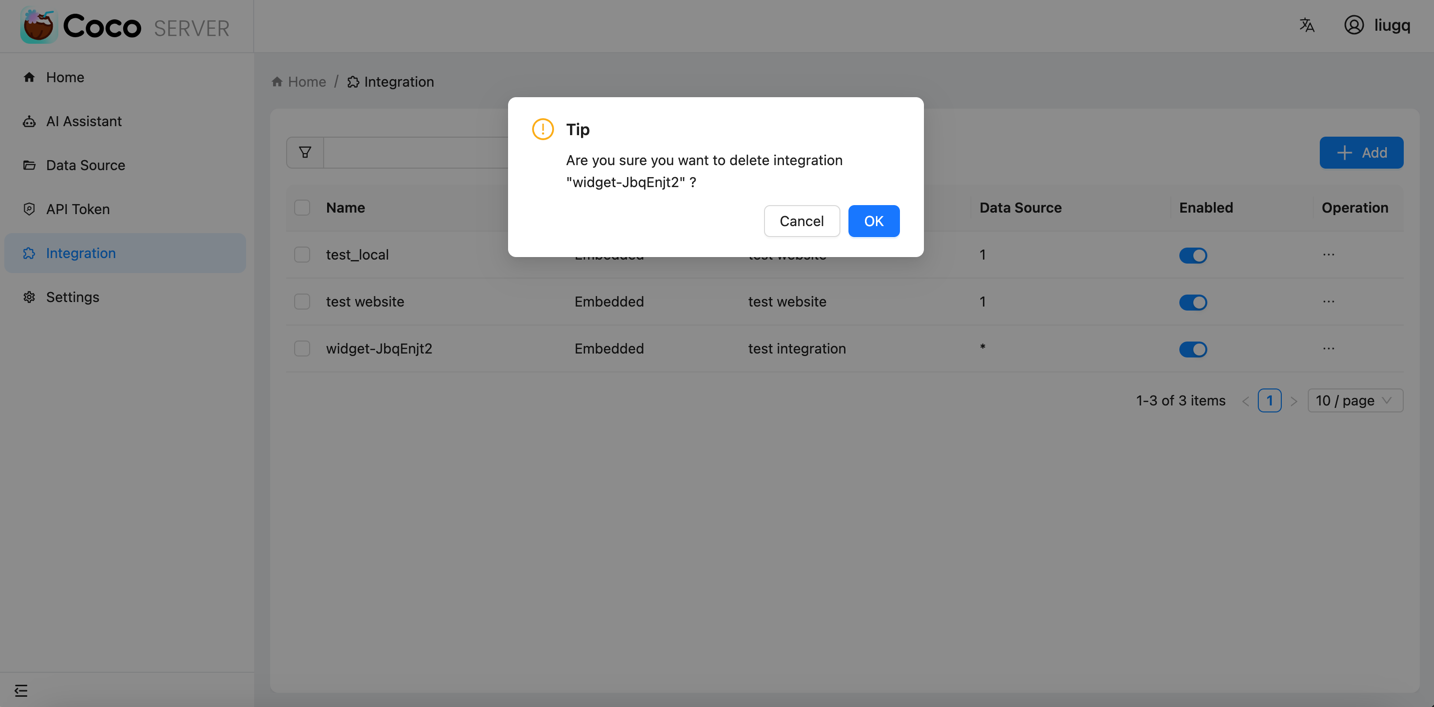 Coco SERVER
liugq
Home
AI Assistant
Data Source
API Token
Integration
Settings
Home / Integration
Tip
Are you sure you want to delete integration
"widget-JbqEnjt2" ?
Cancel OK
Add
Name Data Source Enabled Operation
test_local Embedded test website 1 ···
test website Embedded test website 1 ···
widget-JbqEnjt2 Embedded test integration * ···
1-3 of 3 items < 1 > 10 / page